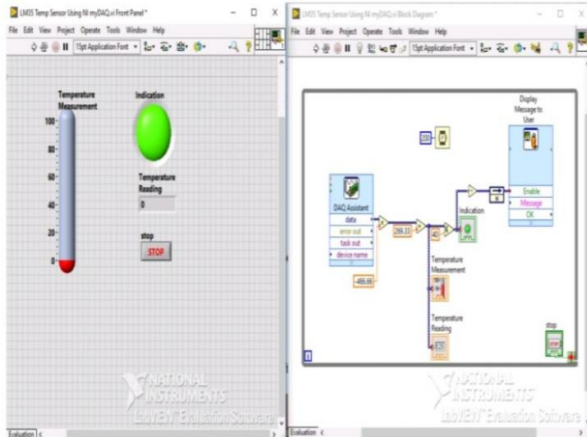 LM35 Temp Sensor Using NI myDAQ.vi Front Panel *
File Edit View Project Operate Tools Window Help
15pt Application Font
Temperature
Measurement
100
80
60
40
20
0
Indication
Temperature
Reading
0
stop
STOP
NATIONAL
INSTRUMENTS
LabVIEW Evaluation Software
Evaluation
LM35 Temp Sensor Using NI myDAQ.vi Block Diagram *
File Edit View Project Operate Tools Window Help
15pt Application Font
Display
Message to
User
Enable
Message
OK
DAQ Assistant
data
error out
task out
device name
Indication
Temperature
Measurement
Temperature
Reading
stop
i
NATIONAL
INSTRUMENTS
LabVIEW Evaluation Software
Evaluation